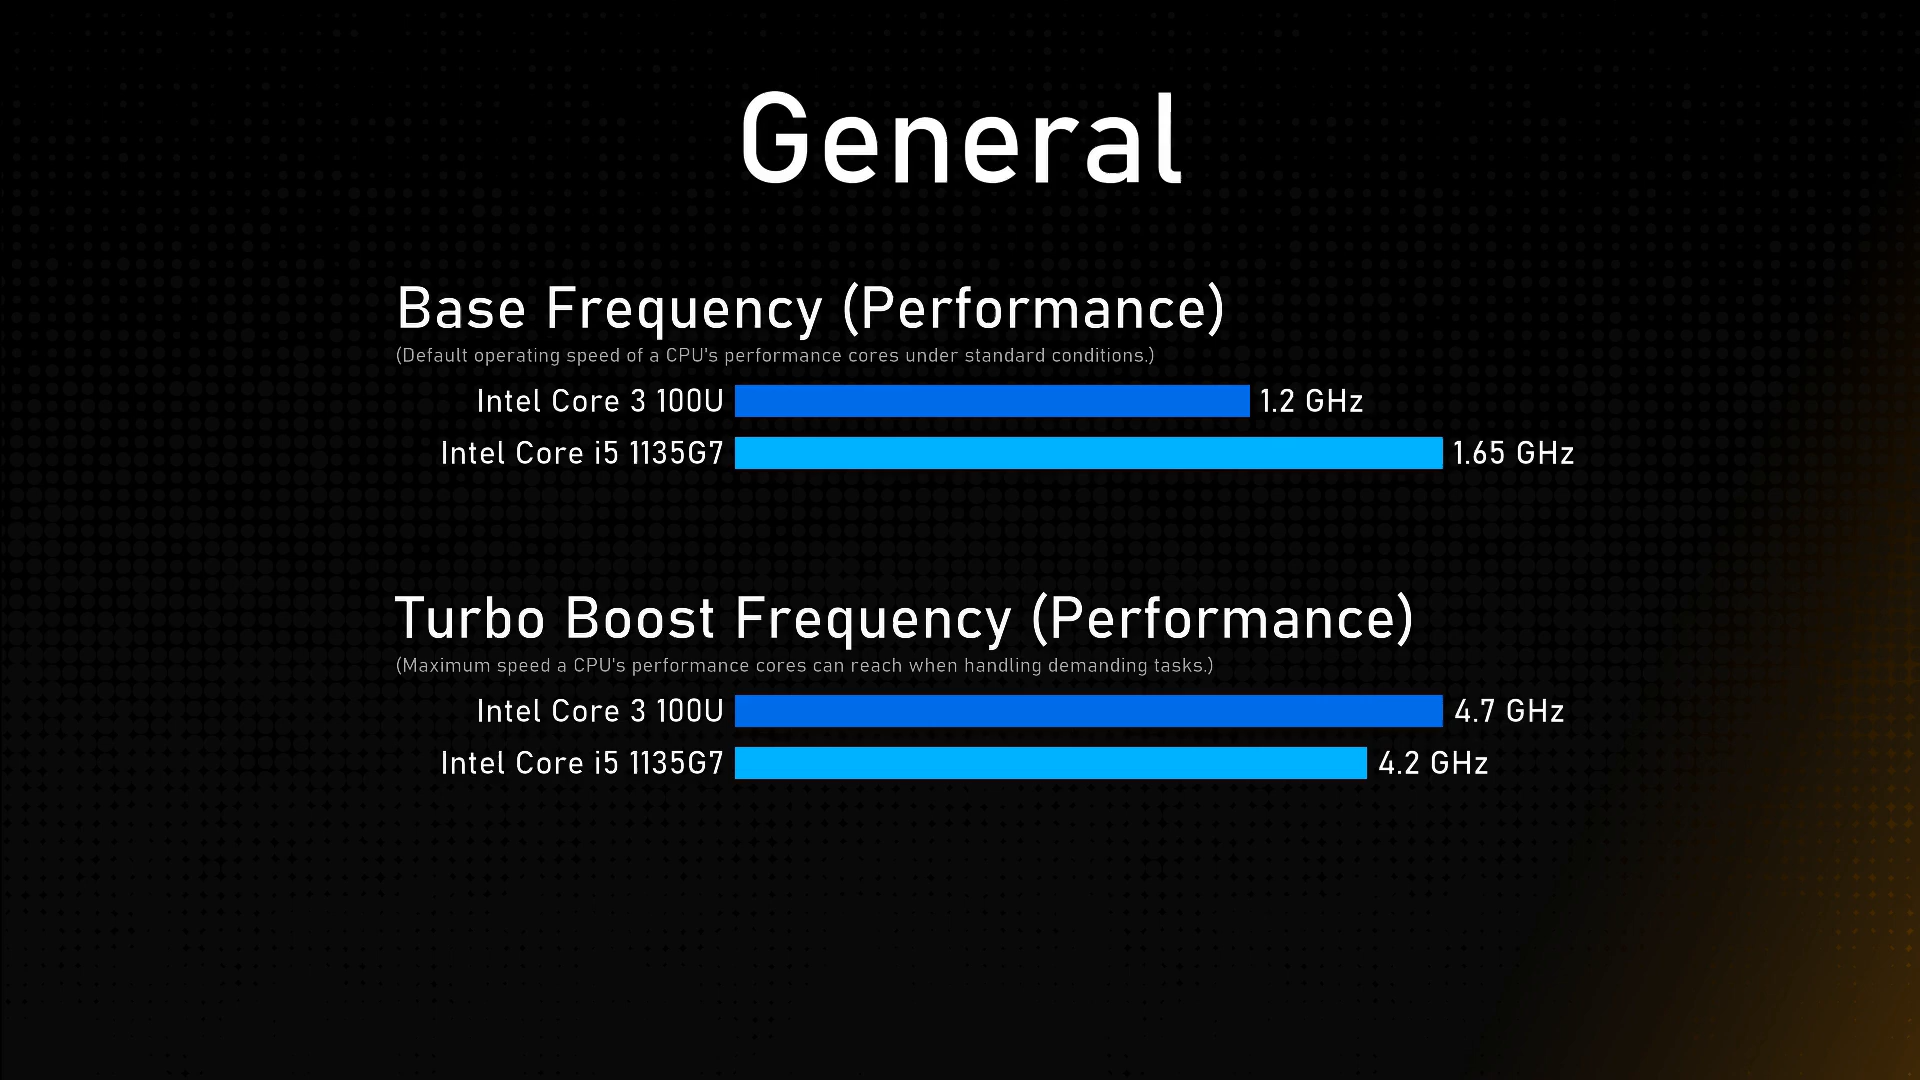 General
Base Frequency (Performance)
(Default operating speed of a CPU's performance cores under standard conditions.)
Intel Core 3 100U 1.2 GHz
Intel Core i5 1135G7 1.65 GHz
Turbo Boost Frequency (Performance)
(Maximum speed a CPU's performance cores can reach when handling demanding tasks.)
Intel Core 3 100U 4.7 GHz
Intel Core i5 1135G7 4.2 GHz